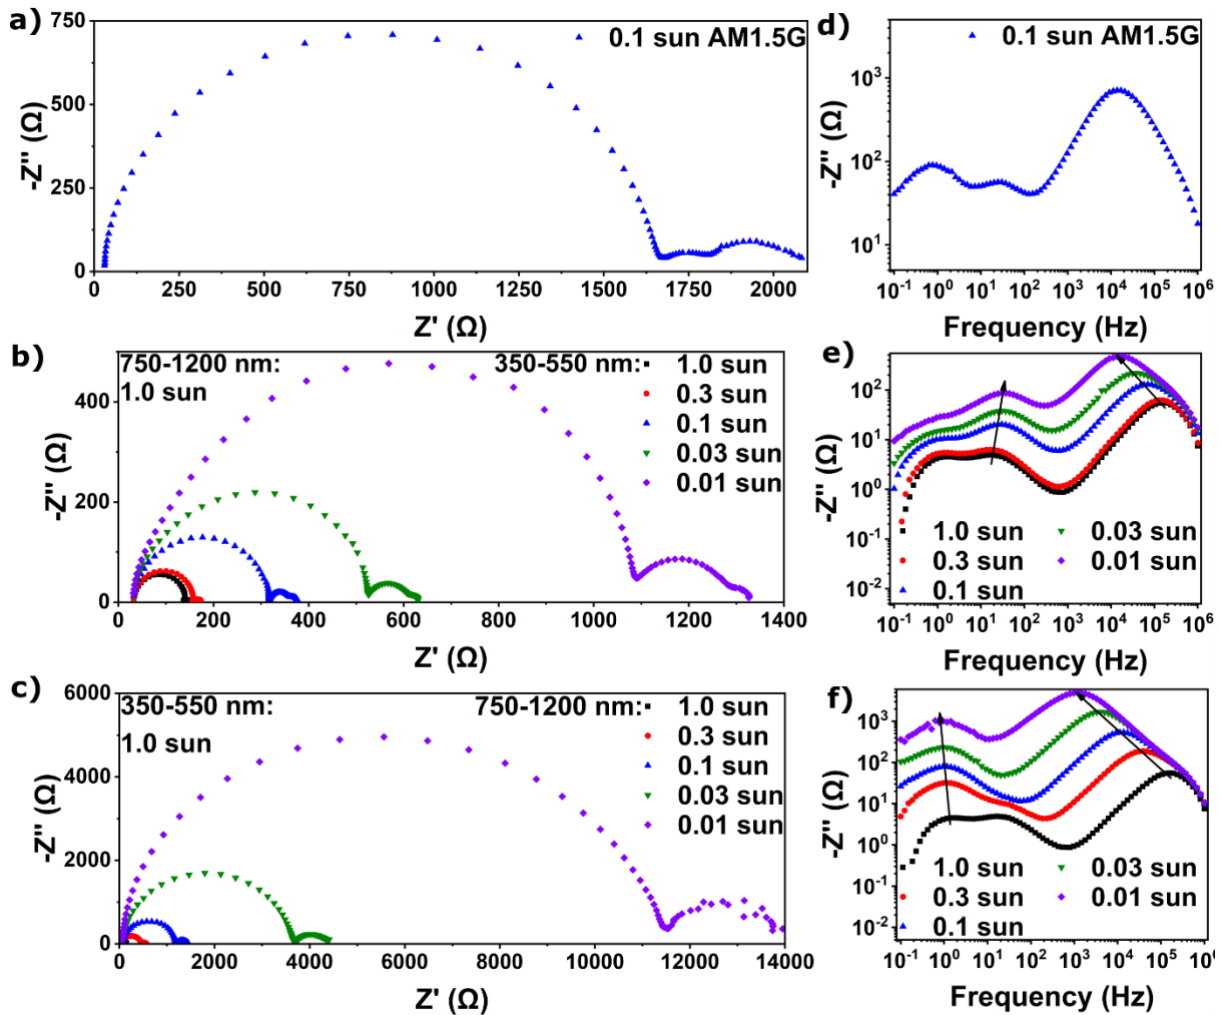 a)
750
500
250
0
-Z'' (Ω)
0.1 sun AM1.5G
0 250 500 750 1000 1250 1500 1750 2000
Z' (Ω)
d)
0.1 sun AM1.5G
10³
10²
10¹
-Z'' (Ω)
10⁻¹ 10⁰ 10¹ 10² 10³ 10⁴ 10⁵ 10⁶
Frequency (Hz)
b)
750-1200 nm:
1.0 sun
350-550 nm:
1.0 sun
0.3 sun
0.1 sun
0.03 sun
0.01 sun
400
200
0
-Z'' (Ω)
0 200 400 600 800 1000 1200 1400
Z' (Ω)
e)
10²
10¹
10⁰
10⁻¹
10⁻²
-Z'' (Ω)
1.0 sun
0.3 sun
0.1 sun
0.03 sun
0.01 sun
10⁻¹ 10⁰ 10¹ 10² 10³ 10⁴ 10⁵ 10⁶
Frequency (Hz)
c)
350-550 nm:
1.0 sun
750-1200 nm:
1.0 sun
0.3 sun
0.1 sun
0.03 sun
0.01 sun
6000
4000
2000
0
-Z'' (Ω)
0 2000 4000 6000 8000 10000 12000 14000
Z' (Ω)
f)
10³
10²
10¹
10⁰
10⁻¹
10⁻²
-Z'' (Ω)
1.0 sun
0.3 sun
0.1 sun
0.03 sun
0.01 sun
10⁻¹ 10⁰ 10¹ 10² 10³ 10⁴ 10⁵ 10⁶
Frequency (Hz)